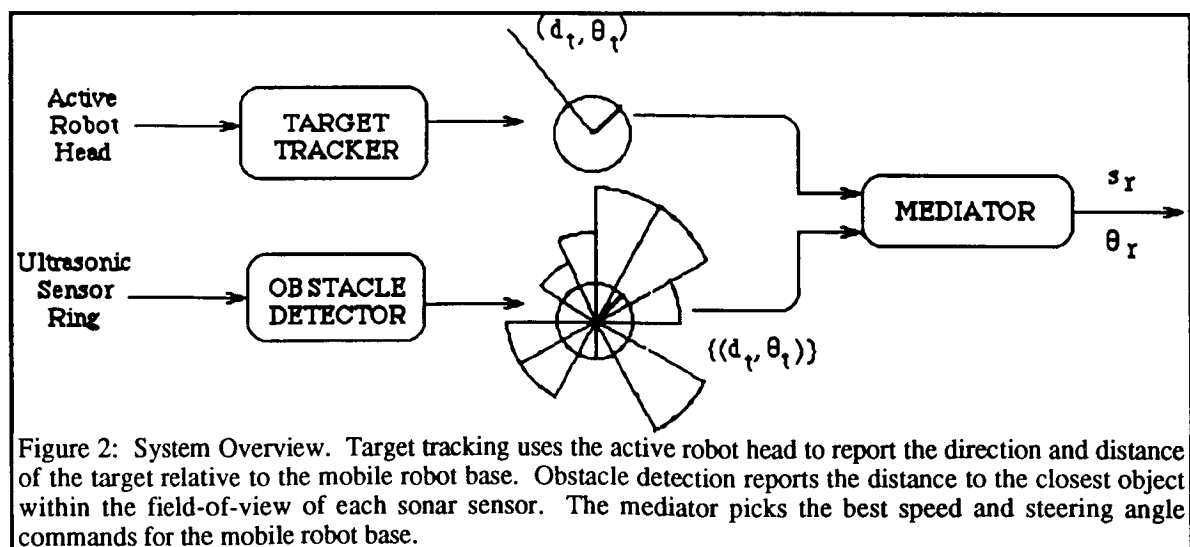 (d_t, θ_t)
Active
Robot
Head
TARGET
TRACKER
MEDIATOR
s_r
θ_r
Ultrasonic
Sensor
Ring
OBSTACLE
DETECTOR
{(d_t, θ_t)}
Figure 2: System Overview. Target tracking uses the active robot head to report the direction and distance
of the target relative to the mobile robot base. Obstacle detection reports the distance to the closest object
within the field-of-view of each sonar sensor. The mediator picks the best speed and steering angle
commands for the mobile robot base.